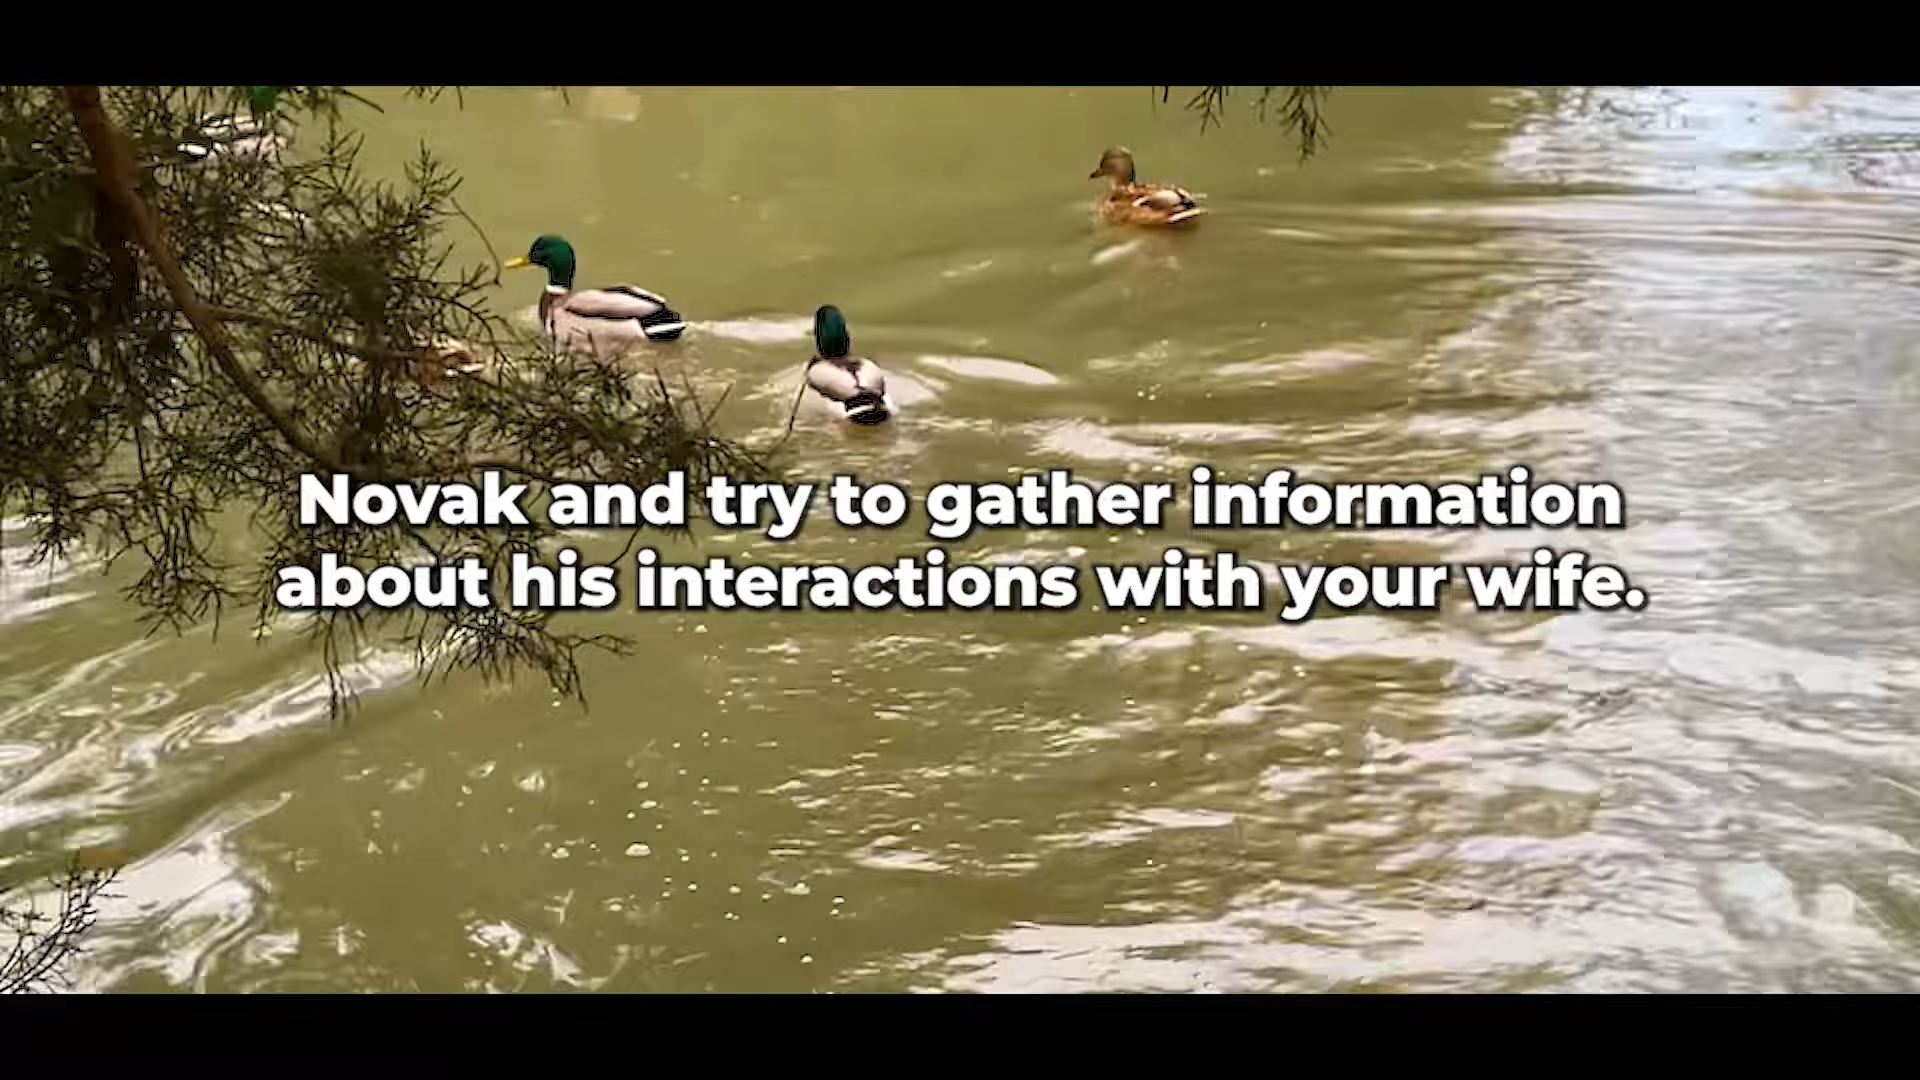 Novak and try to gather information
about his interactions with your wife.